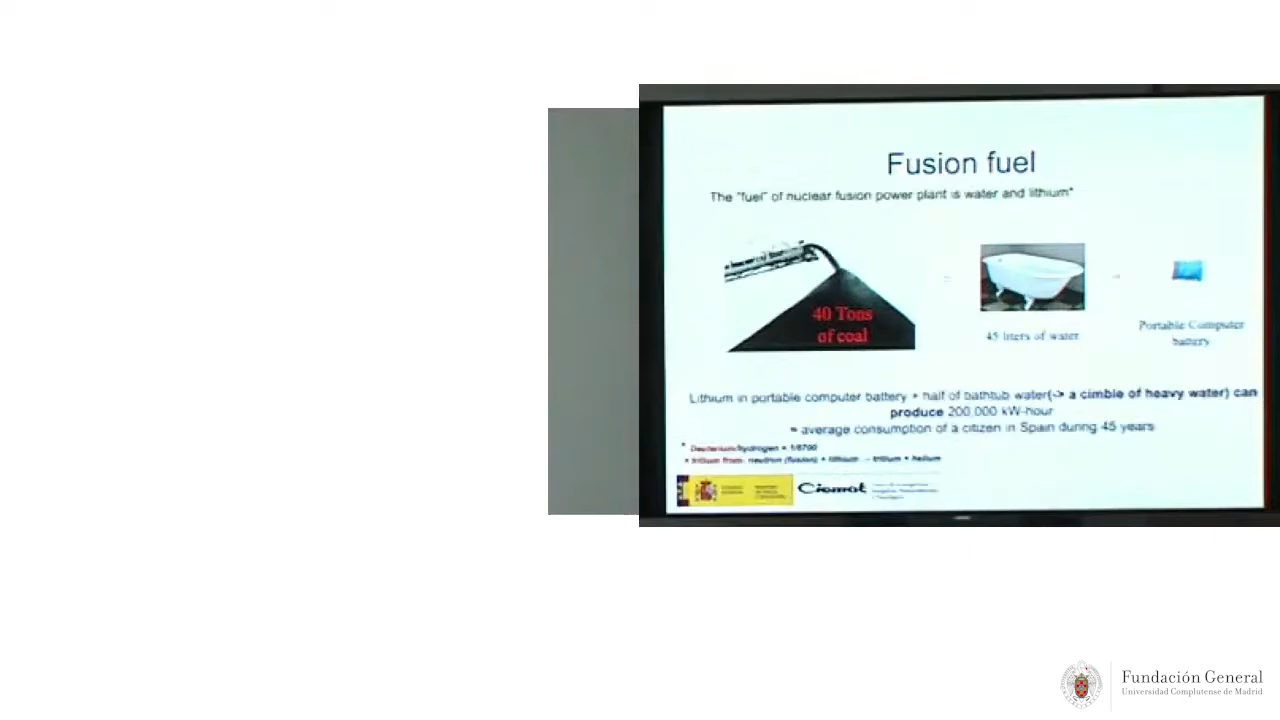 Fusion fuel
The "fuel" of nuclear fusion power plant is water and lithium*
40 Tons
of coal
45 liters of water
Portable Computer
battery
Lithium in portable computer battery + half of bathtub water(-> a cimble of heavy water) can
produce 200,000 kW-hour
= average consumption of a citizen in Spain during 45 years
* Deuterium/hydrogen = 1/6700
tritium from: neutron (fusion) + lithium → tritium + helium
Ciemat
Fundación General
Universidad Complutense de Madrid